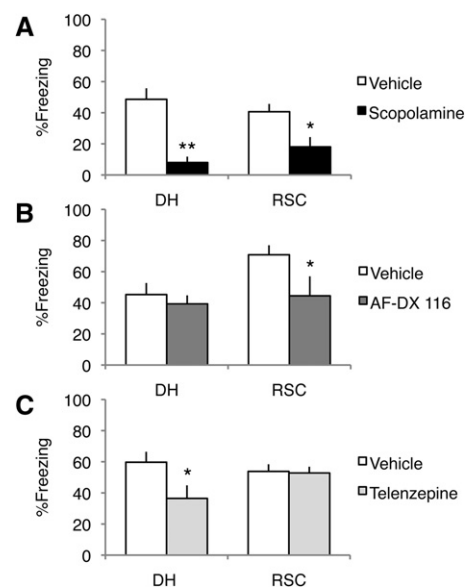 A
100
80
60
40
20
0
%Freezing
**
*
DH
RSC
Vehicle
Scopolamine
B
100
80
60
40
20
0
%Freezing
*
DH
RSC
Vehicle
AF-DX 116
C
100
80
60
40
20
0
%Freezing
*
DH
RSC
Vehicle
Telenzepine